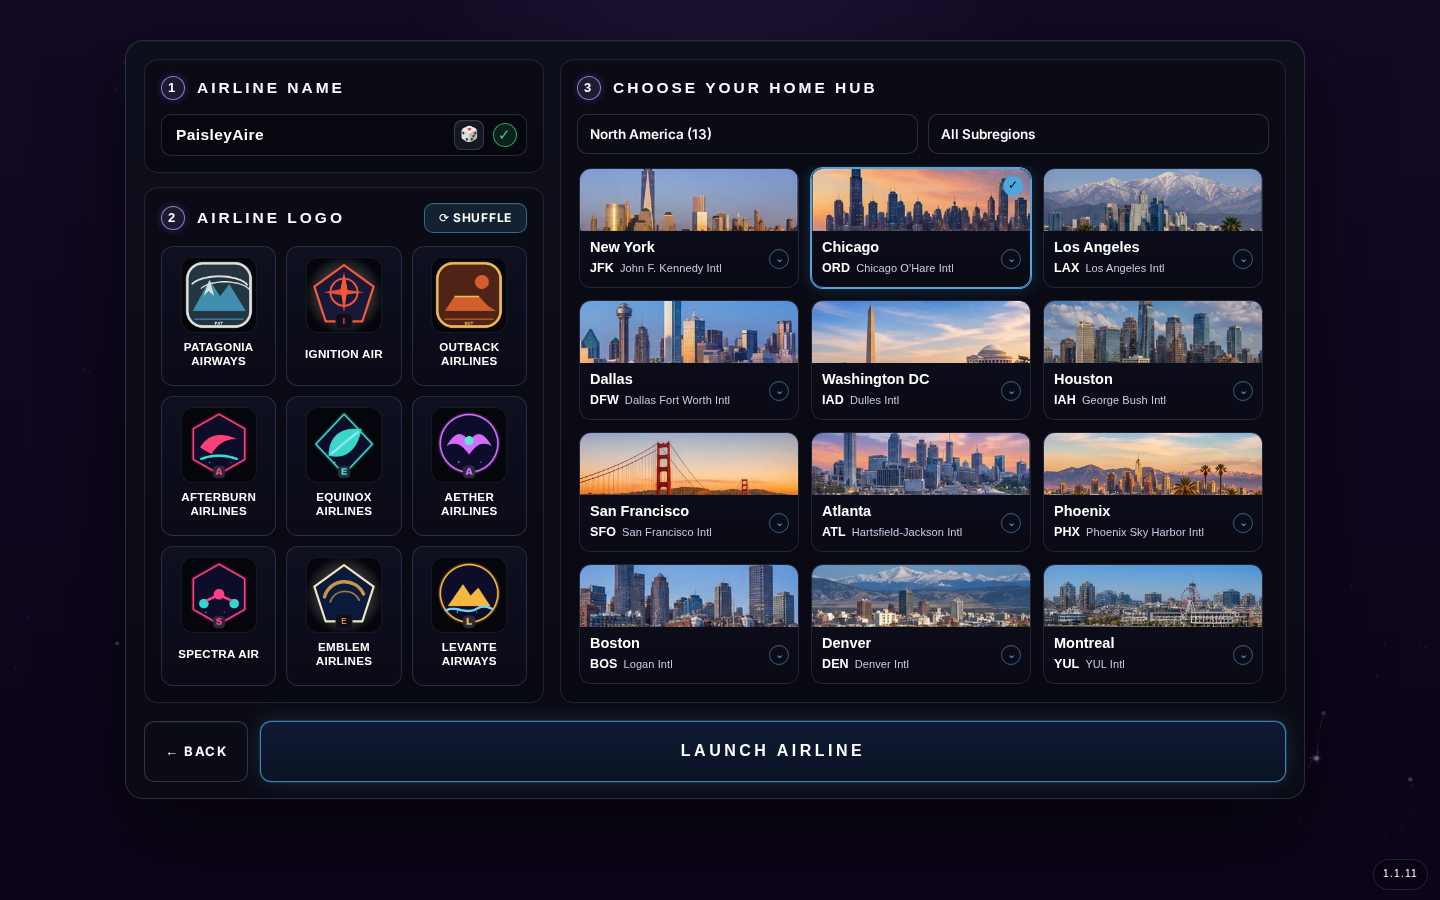 1 AIRLINE NAME
PaisleyAire
✓
2 AIRLINE LOGO
⟳ SHUFFLE
PATAGONIA
AIRWAYS
I
IGNITION AIR
OUTBACK
AIRLINES
A
AFTERBURN
AIRLINES
E
EQUINOX
AIRLINES
A
AETHER
AIRLINES
S
SPECTRA AIR
E
EMBLEM
AIRLINES
L
LEVANTE
AIRWAYS
3 CHOOSE YOUR HOME HUB
North America (13)
All Subregions
New York
JFK John F. Kennedy Intl
Chicago
ORD Chicago O'Hare Intl
Los Angeles
LAX Los Angeles Intl
Dallas
DFW Dallas Fort Worth Intl
Washington DC
IAD Dulles Intl
Houston
IAH George Bush Intl
San Francisco
SFO San Francisco Intl
Atlanta
ATL Hartsfield-Jackson Intl
Phoenix
PHX Phoenix Sky Harbor Intl
Boston
BOS Logan Intl
Denver
DEN Denver Intl
Montreal
YUL YUL Intl
← BACK
LAUNCH AIRLINE
1.1.11